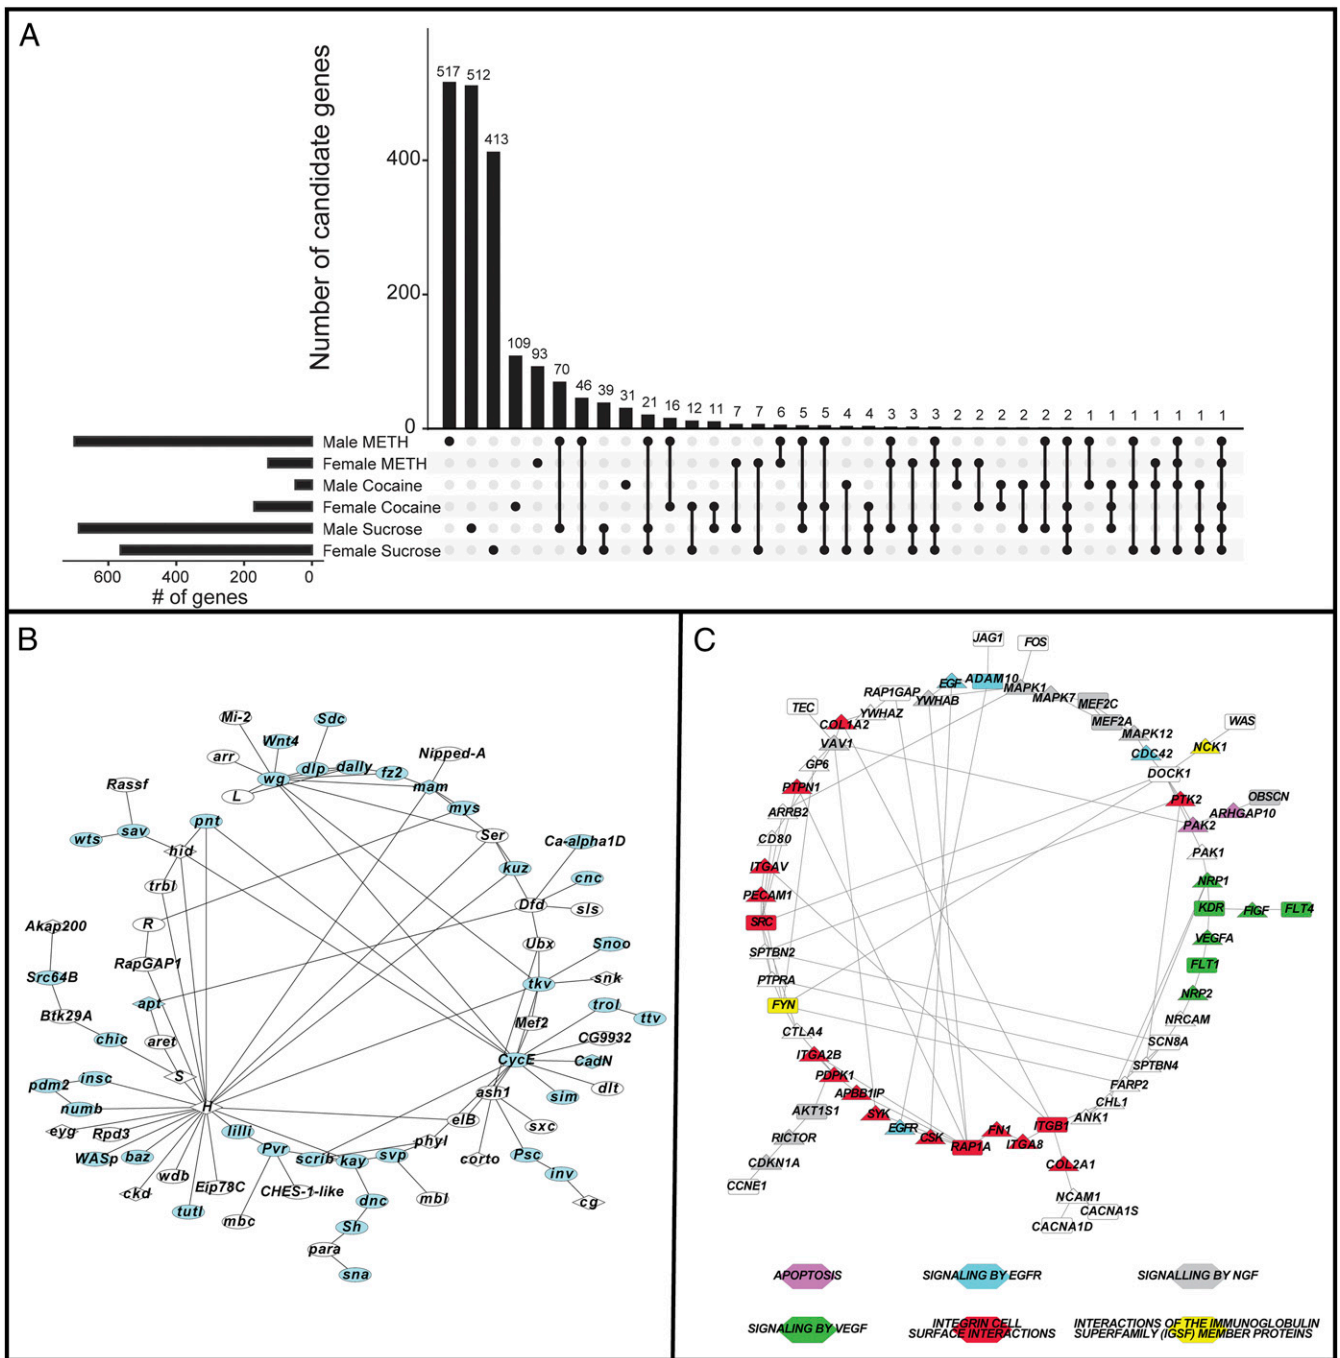 A
Number of candidate genes
400
200
0
517 512 413 109 93 70 46 39 31 21 16 12 11 7 7 6 5 5 4 4 3 3 3 2 2 2 2 2 2 1 1 1 1 1 1 1
Male METH
Female METH
Male Cocaine
Female Cocaine
Male Sucrose
Female Sucrose
600 400 200 0
# of genes
B
Mi-2
Sdc
Wnt4
Nipped-A
arr
wg
dlp
dally
fz2
mam
L
mys
Rassf
pnt
wts
sav
Ser
hid
Ca-alpha1D
kuz
trbl
cnc
Dfd
sls
R
Akap200
Ubx
Snoo
RapGAP1
Src64B
tkv
snk
apt
trol
ttv
Btk29A
Mef2
chic
aret
CG9932
CycE
CadN
S
insc
pdm2
ash1
dlt
sim
numb
H
elB
sxc
eyg
Rpd3
lilli
phyl
WASp
baz
Pvr
scrib
kay
svp
corto
Psc
wdb
inv
ckd
Eip78C
CHES-1-like
dnc
mbl
cg
tutl
mbc
Sh
para
sna
C
JAG1
FOS
EGF
ADAM10
MAPK1
RAP1GAP
YWHAB
MAPK7
MEF2C
TEC
YWHAZ
COL1A2
MEF2A
WAS
MAPK12
VAV1
NCK1
CDC42
GP6
DOCK1
PTPN1
PTK2
OBSCN
ARRB2
ARHGAP10
PAK2
CD80
PAK1
ITGAV
NRP1
PECAM1
KDR
FIGF
FLT4
SRC
VEGFA
SPTBN2
FLT1
PTPRA
NRP2
FYN
NRCAM
CTLA4
SCN8A
ITGA2B
SPTBN4
PDPK1
FARP2
APBB1IP
CHL1
AKT1S1
SYK
ANK1
EGFR
CSK
FN1
ITGB1
RICTOR
RAP1A
ITGA8
CDKN1A
COL2A1
CCNE1
NCAM1
CACNA1S
CACNA1D
APOPTOSIS
SIGNALING BY EGFR
SIGNALLING BY NGF
SIGNALING BY VEGF
INTEGRIN CELL
SURFACE INTERACTIONS
INTERACTIONS OF THE IMMUNOGLOBULIN
SUPERFAMILY (IGSF) MEMBER PROTEINS